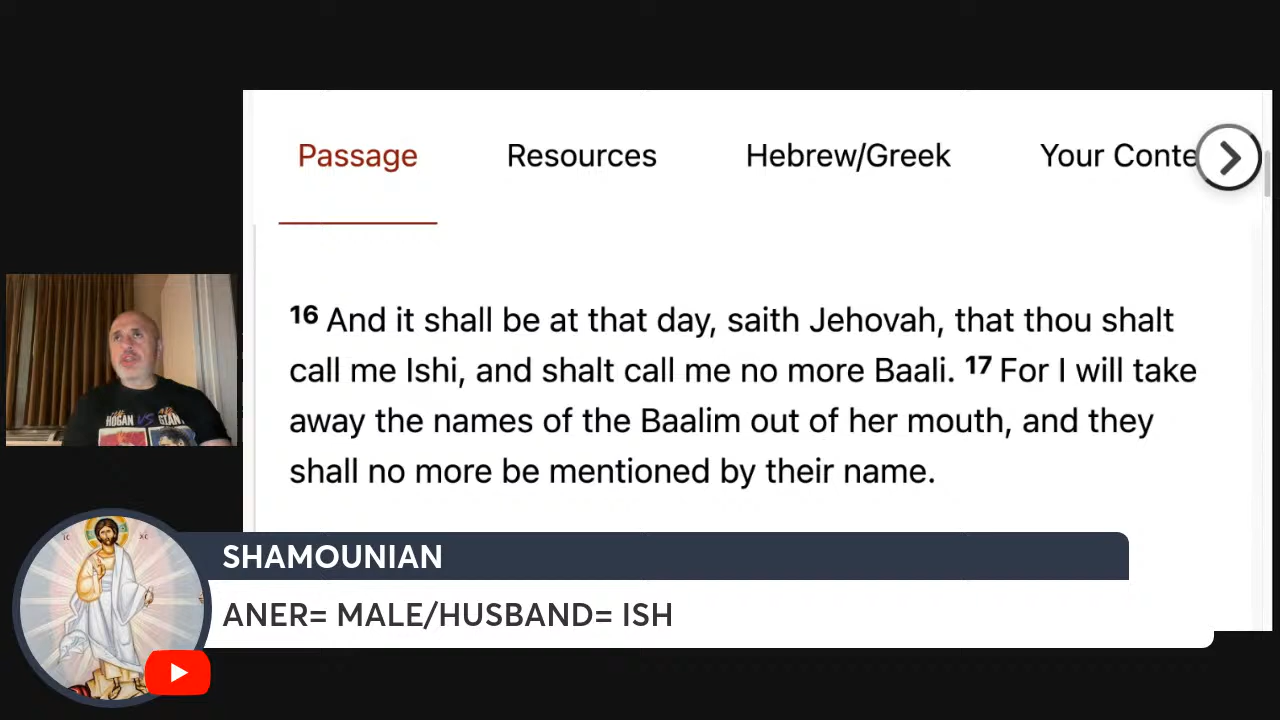 Passage
Resources
Hebrew/Greek
Your Conte
16 And it shall be at that day, saith Jehovah, that thou shalt
call me Ishi, and shalt call me no more Baali. 17 For I will take
away the names of the Baalim out of her mouth, and they
shall no more be mentioned by their name.
HOGAN VS GIANT
SHAMOUNIAN
ANER= MALE/HUSBAND= ISH